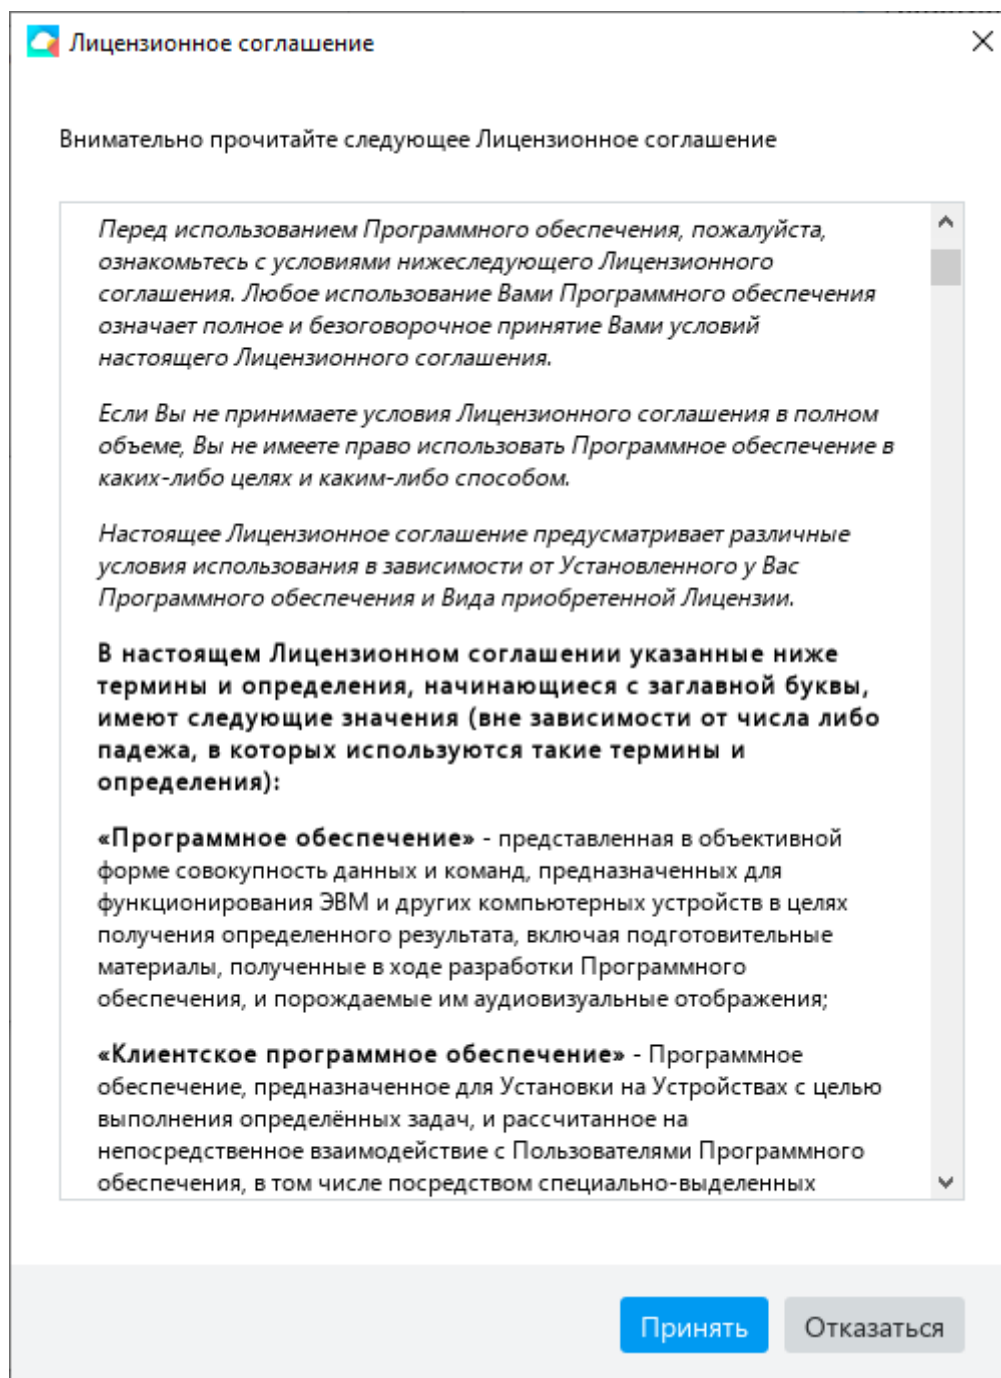 Лицензионное соглашение
Внимательно прочитайте следующее Лицензионное соглашение
Перед использованием Программного обеспечения, пожалуйста,
ознакомьтесь с условиями нижеследующего Лицензионного
соглашения. Любое использование Вами Программного обеспечения
означает полное и безоговорочное принятие Вами условий
настоящего Лицензионного соглашения.
Если Вы не принимаете условия Лицензионного соглашения в полном
объеме, Вы не имеете право использовать Программное обеспечение в
каких-либо целях и каким-либо способом.
Настоящее Лицензионное соглашение предусматривает различные
условия использования в зависимости от Установленного у Вас
Программного обеспечения и Вида приобретенной Лицензии.
В настоящем Лицензионном соглашении указанные ниже
термины и определения, начинающиеся с заглавной буквы,
имеют следующие значения (вне зависимости от числа либо
падежа, в которых используются такие термины и
определения):
«Программное обеспечение» - представленная в объективной
форме совокупность данных и команд, предназначенных для
функционирования ЭВМ и других компьютерных устройств в целях
получения определенного результата, включая подготовительные
материалы, полученные в ходе разработки Программного
обеспечения, и порождаемые им аудиовизуальные отображения;
«Клиентское программное обеспечение» - Программное
обеспечение, предназначенное для Установки на Устройствах с целью
выполнения определённых задач, и рассчитанное на
непосредственное взаимодействие с Пользователями Программного
обеспечения, в том числе посредством специально-выделенных
Принять Отказаться